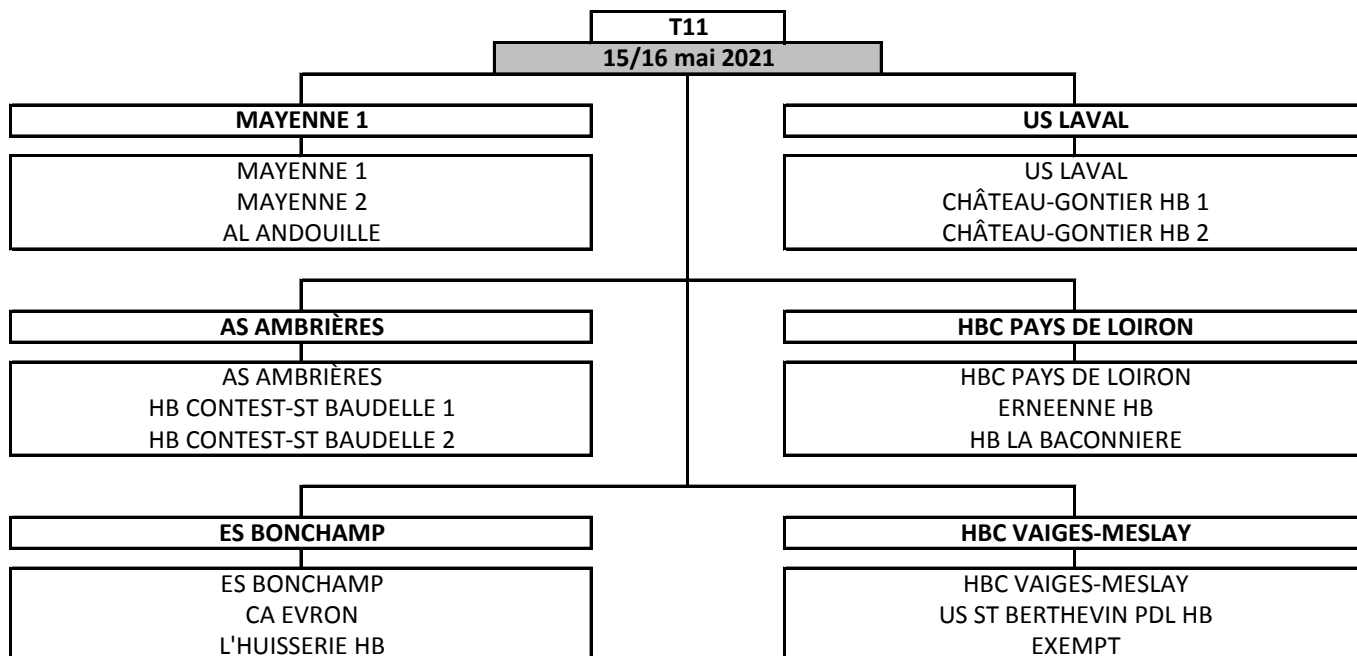 T11
15/16 mai 2021
MAYENNE 1
MAYENNE 1
MAYENNE 2
AL ANDOUILLE
US LAVAL
US LAVAL
CHÂTEAU-GONTIER HB 1
CHÂTEAU-GONTIER HB 2
AS AMBRIÈRES
AS AMBRIÈRES
HB CONTEST-ST BAUDELLE 1
HB CONTEST-ST BAUDELLE 2
HBC PAYS DE LOIRON
HBC PAYS DE LOIRON
ERNEENNE HB
HB LA BACONNIERE
ES BONCHAMP
ES BONCHAMP
CA EVRON
L'HUISSERIE HB
HBC VAIGES-MESLAY
HBC VAIGES-MESLAY
US ST BERTHEVIN PDL HB
EXEMPT